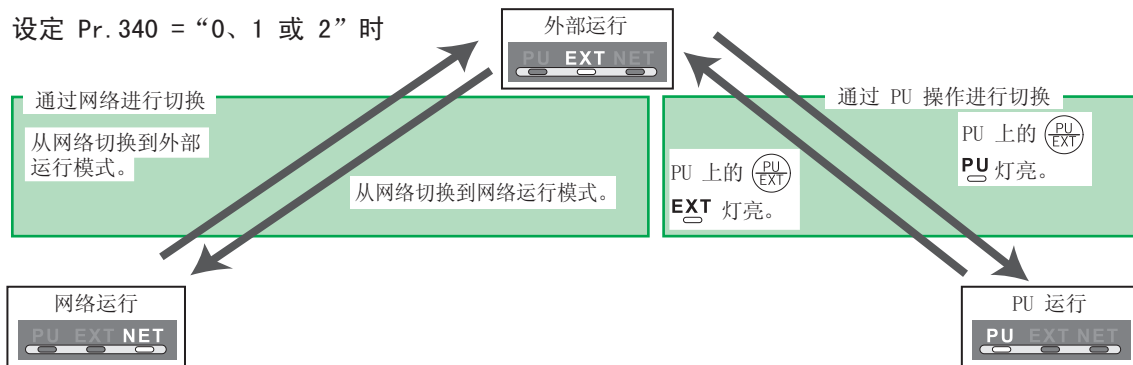 设定 Pr.340 =“0、1 或 2”时
外部运行
PU EXT NET
通过网络进行切换
从网络切换到外部
运行模式。
从网络切换到网络运行模式。
通过 PU 操作进行切换
PU 上的 PU/EXT
PU 灯亮。
PU 上的 PU/EXT
EXT 灯亮。
网络运行
PU EXT NET
PU 运行
PU EXT NET